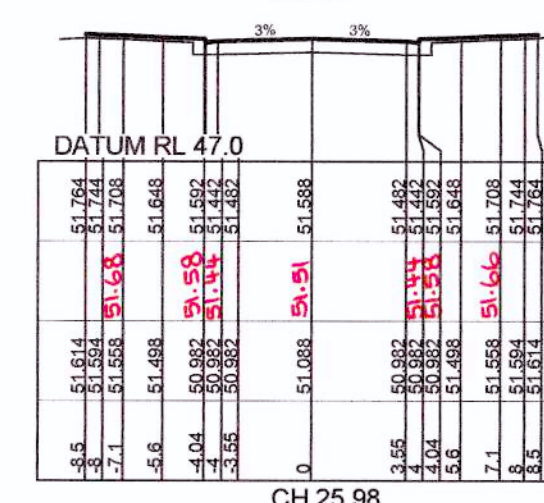 3% 3%
DATUM RL 47.0
51.764 51.744 51.708 51.648 51.592 51.442 51.482 51.588 51.482 51.442 51.592 51.648 51.708 51.744 51.764
51.68 51.58 51.44 51.51 51.44 51.58 51.66
51.614 51.594 51.558 51.498 50.982 50.982 50.982 51.088 50.982 50.982 50.982 51.498 51.558 51.594 51.614
-8.5 -8 -7.1 -5.6 -4.04 -4 -3.55 0 3.55 4 4.04 5.6 7.1 8 8.5
CH 25.98